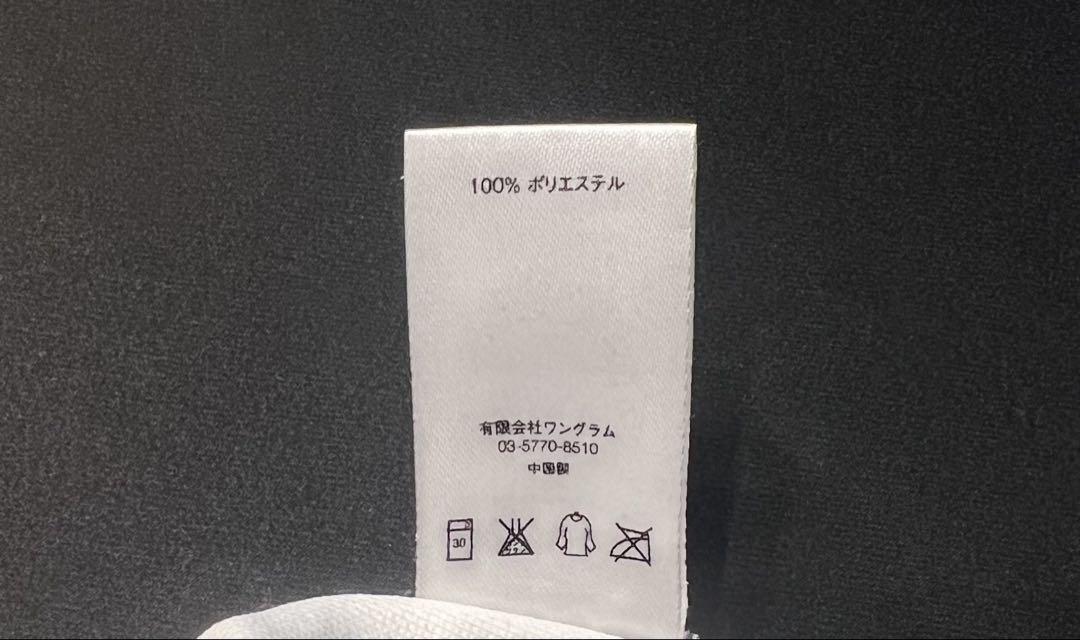 100% ポリエステル
有限会社ワングラム
03-5770-8510
中国製
30